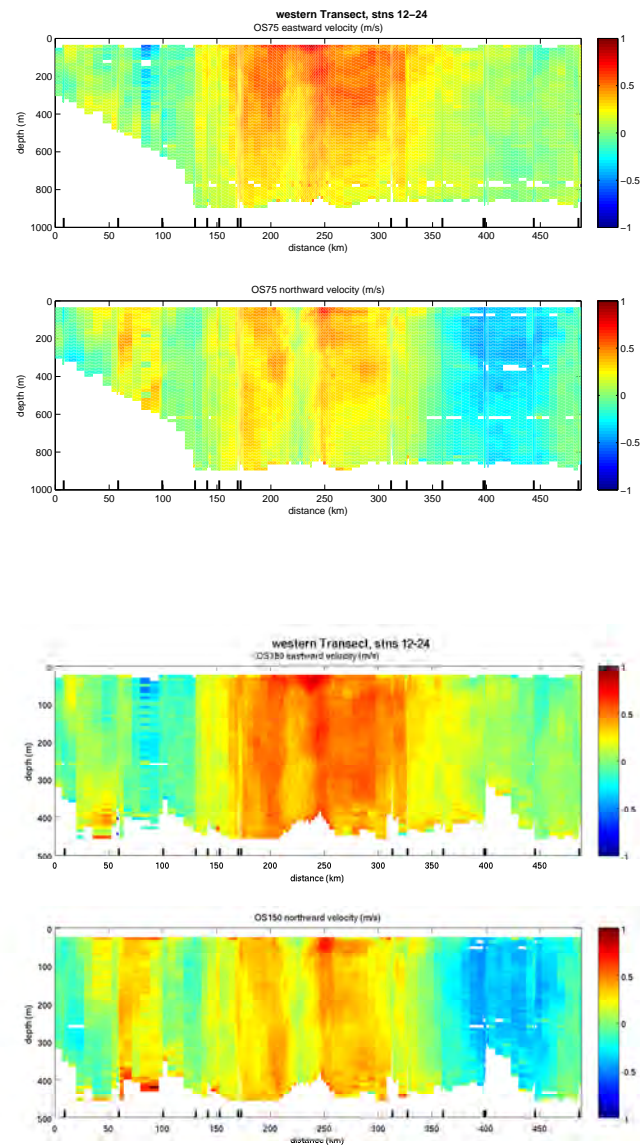 western Transect, stns 12−24
OS75 eastward velocity (m/s)
0
200
400
600
800
1000
depth (m)
0 50 100 150 200 250 300 350 400 450
distance (km)
1
0.5
0
−0.5
−1
OS75 northward velocity (m/s)
0
200
400
600
800
1000
depth (m)
0 50 100 150 200 250 300 350 400 450
distance (km)
1
0.5
0
−0.5
−1
western Transect, stns 12-24
OS150 eastward velocity (m/s)
0
100
200
300
400
500
depth (m)
0 50 100 150 200 250 300 350 400 450
distance (km)
1
0.5
0
-0.5
-1
OS150 northward velocity (m/s)
0
100
200
300
400
500
depth (m)
0 50 100 150 200 250 300 350 400 450
distance (km)
1
0.5
0
-0.5
-1